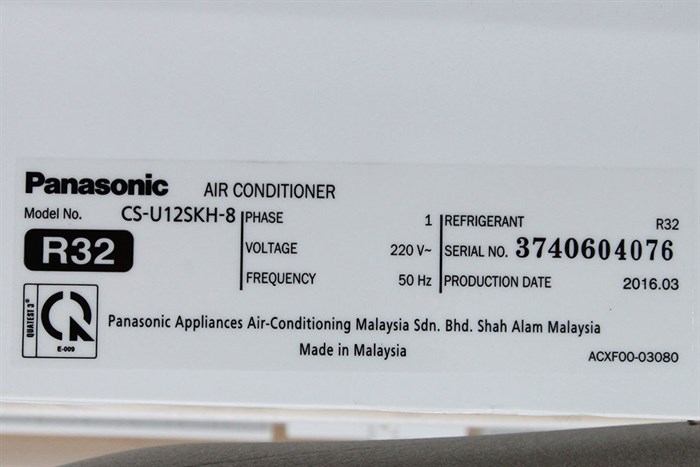 Panasonic AIR CONDITIONER
Model No. CS-U12SKH-8
R32
PHASE 1
VOLTAGE 220 V~
FREQUENCY 50 Hz
REFRIGERANT R32
SERIAL NO. 3740604076
PRODUCTION DATE 2016.03
QUATEST 3®
E-009
Panasonic Appliances Air-Conditioning Malaysia Sdn. Bhd. Shah Alam Malaysia
Made in Malaysia
ACXF00-03080